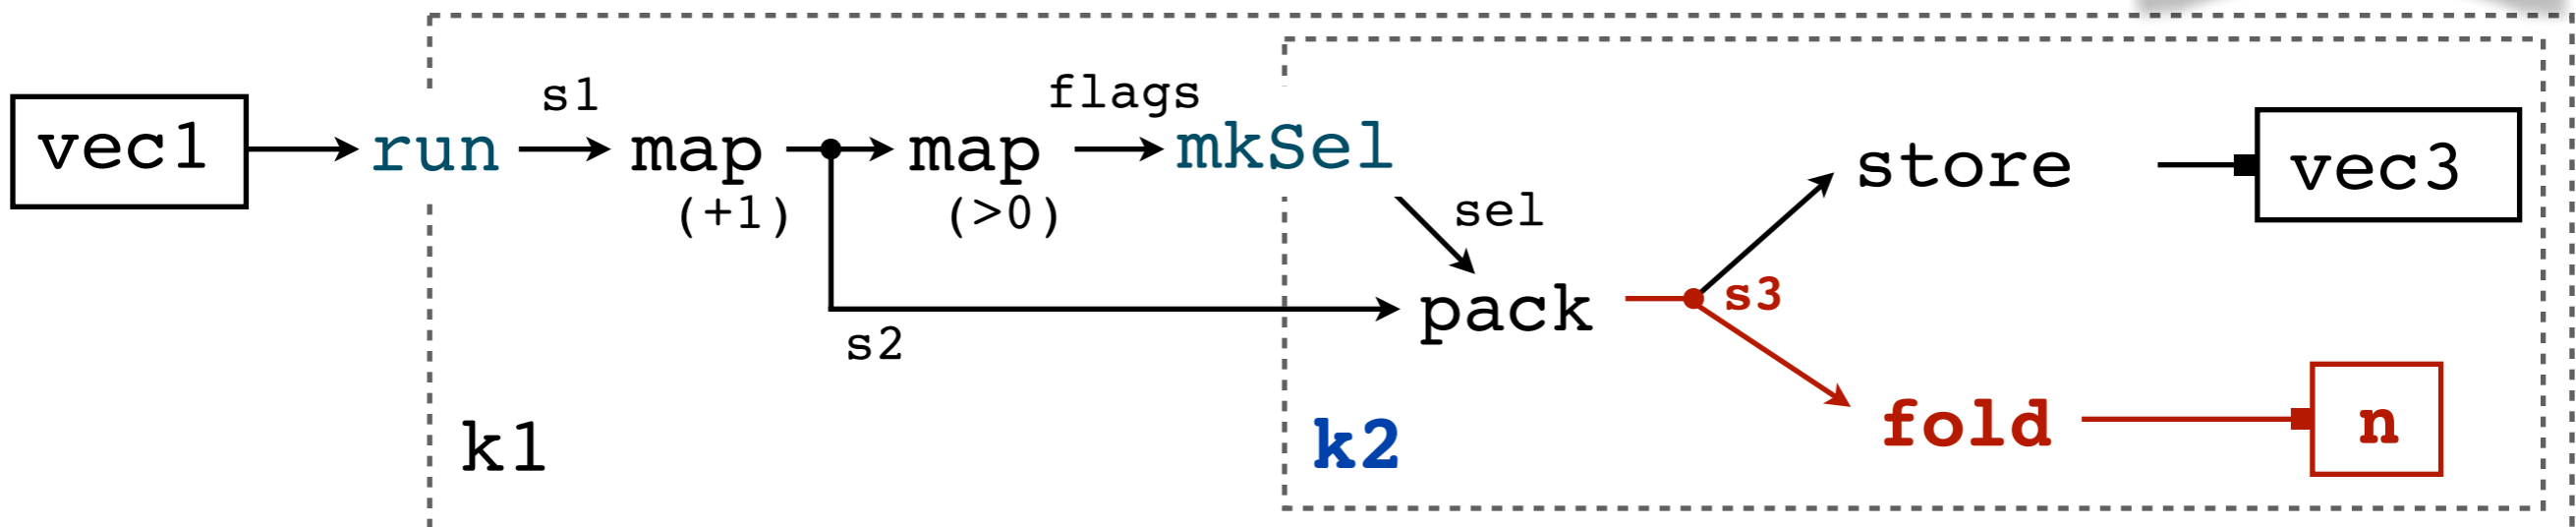 s1
flags
vec1
run
map
map
mkSel
store
vec3
(+1)
(>0)
sel
pack
s3
s2
k1
k2
fold
n